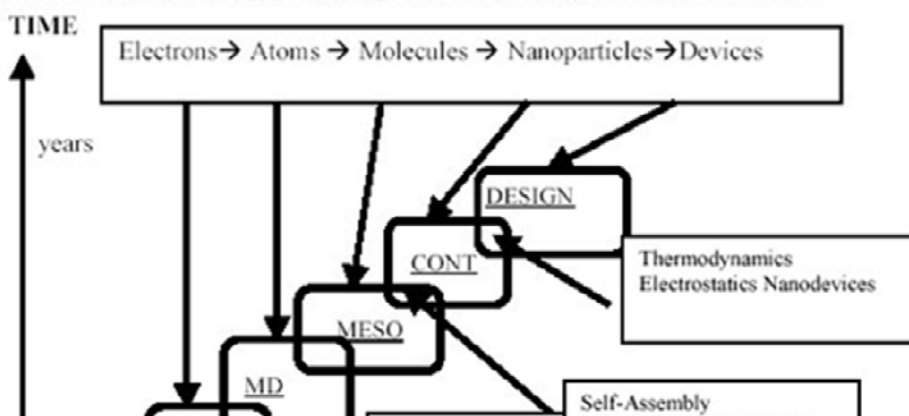 TIME
Electrons→ Atoms → Molecules → Nanoparticles→Devices
years
DESIGN
CONT
Thermodynamics
Electrostatics Nanodevices
MESO
MD
Self-Assembly